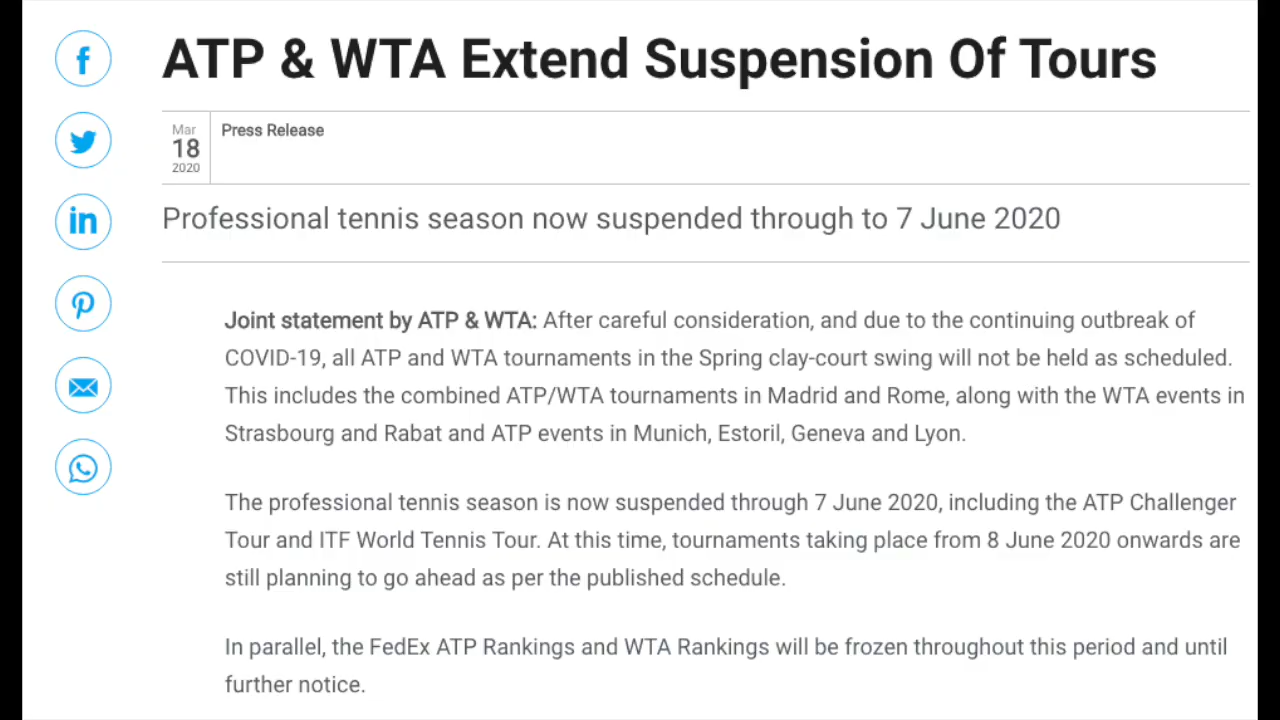 ATP & WTA Extend Suspension Of Tours
Mar
18
2020
Press Release
Professional tennis season now suspended through to 7 June 2020
Joint statement by ATP & WTA: After careful consideration, and due to the continuing outbreak of
COVID-19, all ATP and WTA tournaments in the Spring clay-court swing will not be held as scheduled.
This includes the combined ATP/WTA tournaments in Madrid and Rome, along with the WTA events in
Strasbourg and Rabat and ATP events in Munich, Estoril, Geneva and Lyon.
The professional tennis season is now suspended through 7 June 2020, including the ATP Challenger
Tour and ITF World Tennis Tour. At this time, tournaments taking place from 8 June 2020 onwards are
still planning to go ahead as per the published schedule.
In parallel, the FedEx ATP Rankings and WTA Rankings will be frozen throughout this period and until
further notice.